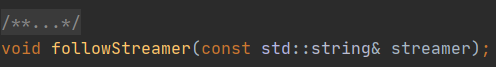 /**...*/
void followStreamer(const std::string& streamer);